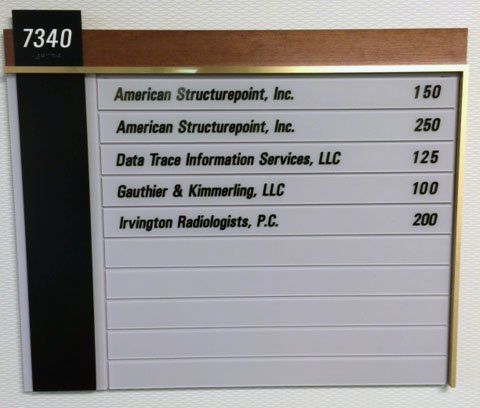 7340
American Structurepoint, Inc. 150
American Structurepoint, Inc. 250
Data Trace Information Services, LLC 125
Gauthier & Kimmerling, LLC 100
Irvington Radiologists, P.C. 200